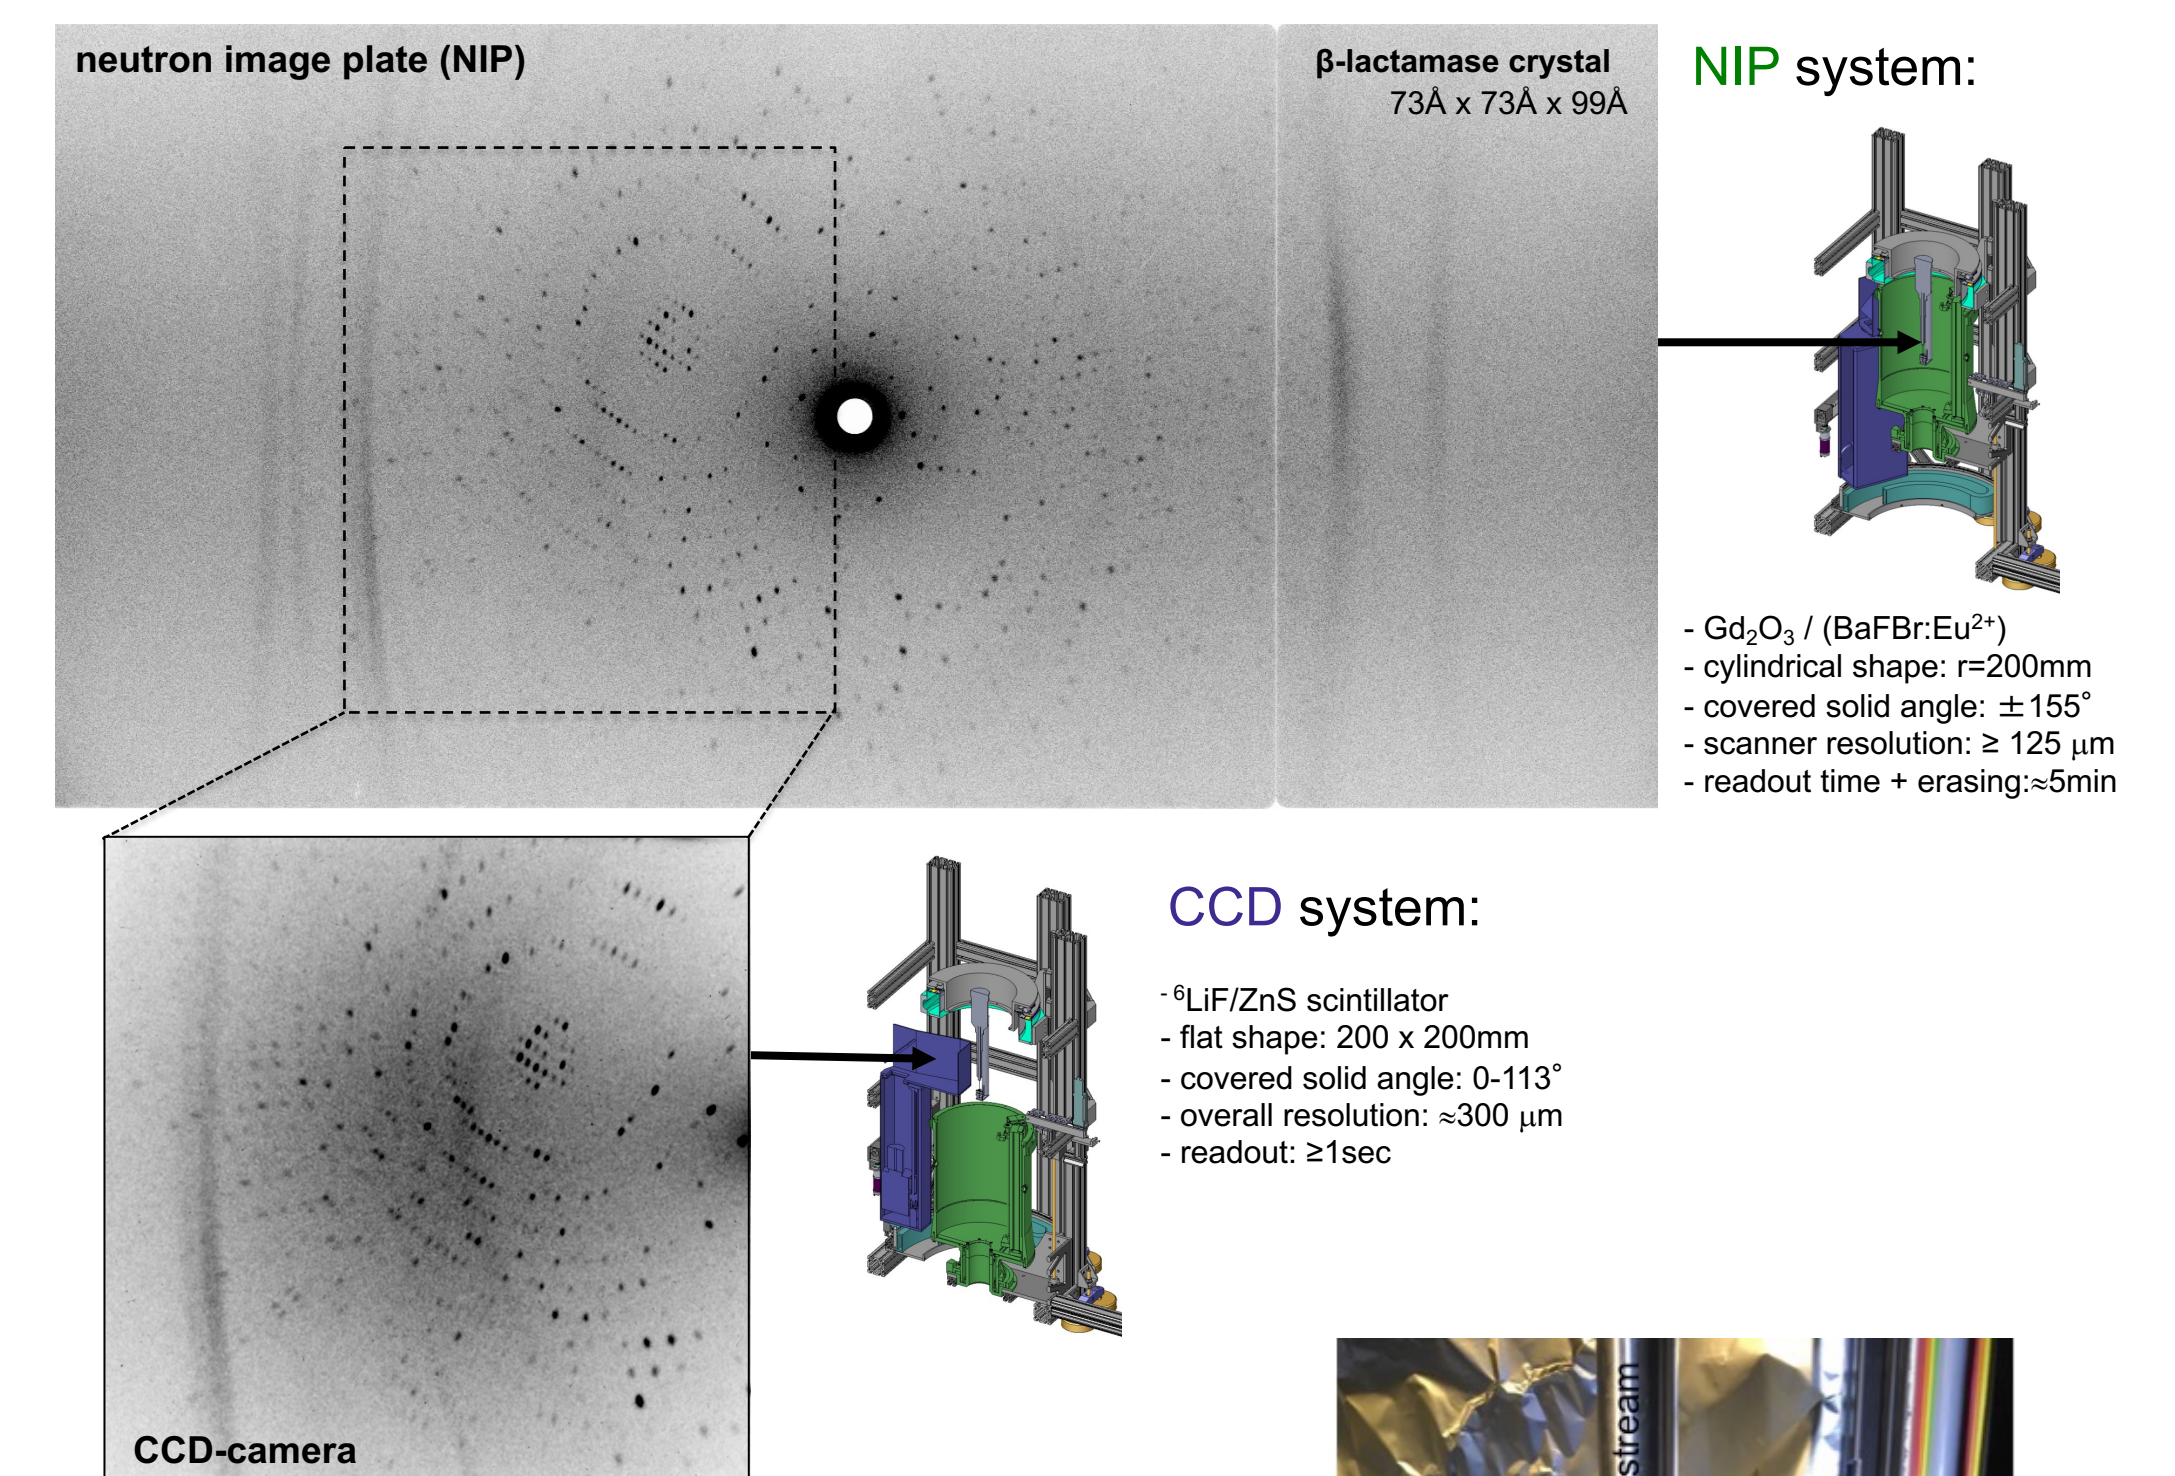 neutron image plate (NIP)
β-lactamase crystal
73Å x 73Å x 99Å
NIP system:
- Gd₂O₃ / (BaFBr:Eu²⁺)
- cylindrical shape: r=200mm
- covered solid angle: ±155°
- scanner resolution: ≥ 125 μm
- readout time + erasing:≈5min
CCD system:
- ⁶LiF/ZnS scintillator
- flat shape: 200 x 200mm
- covered solid angle: 0-113°
- overall resolution: ≈300 μm
- readout: ≥1sec
CCD-camera
stream